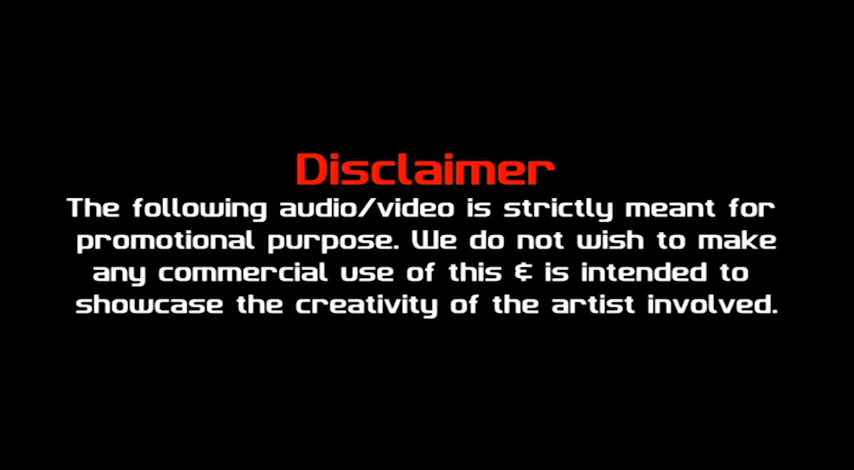 Disclaimer
The following audio/video is strictly meant for
promotional purpose. We do not wish to make
any commercial use of this & is intended to
showcase the creativity of the artist involved.